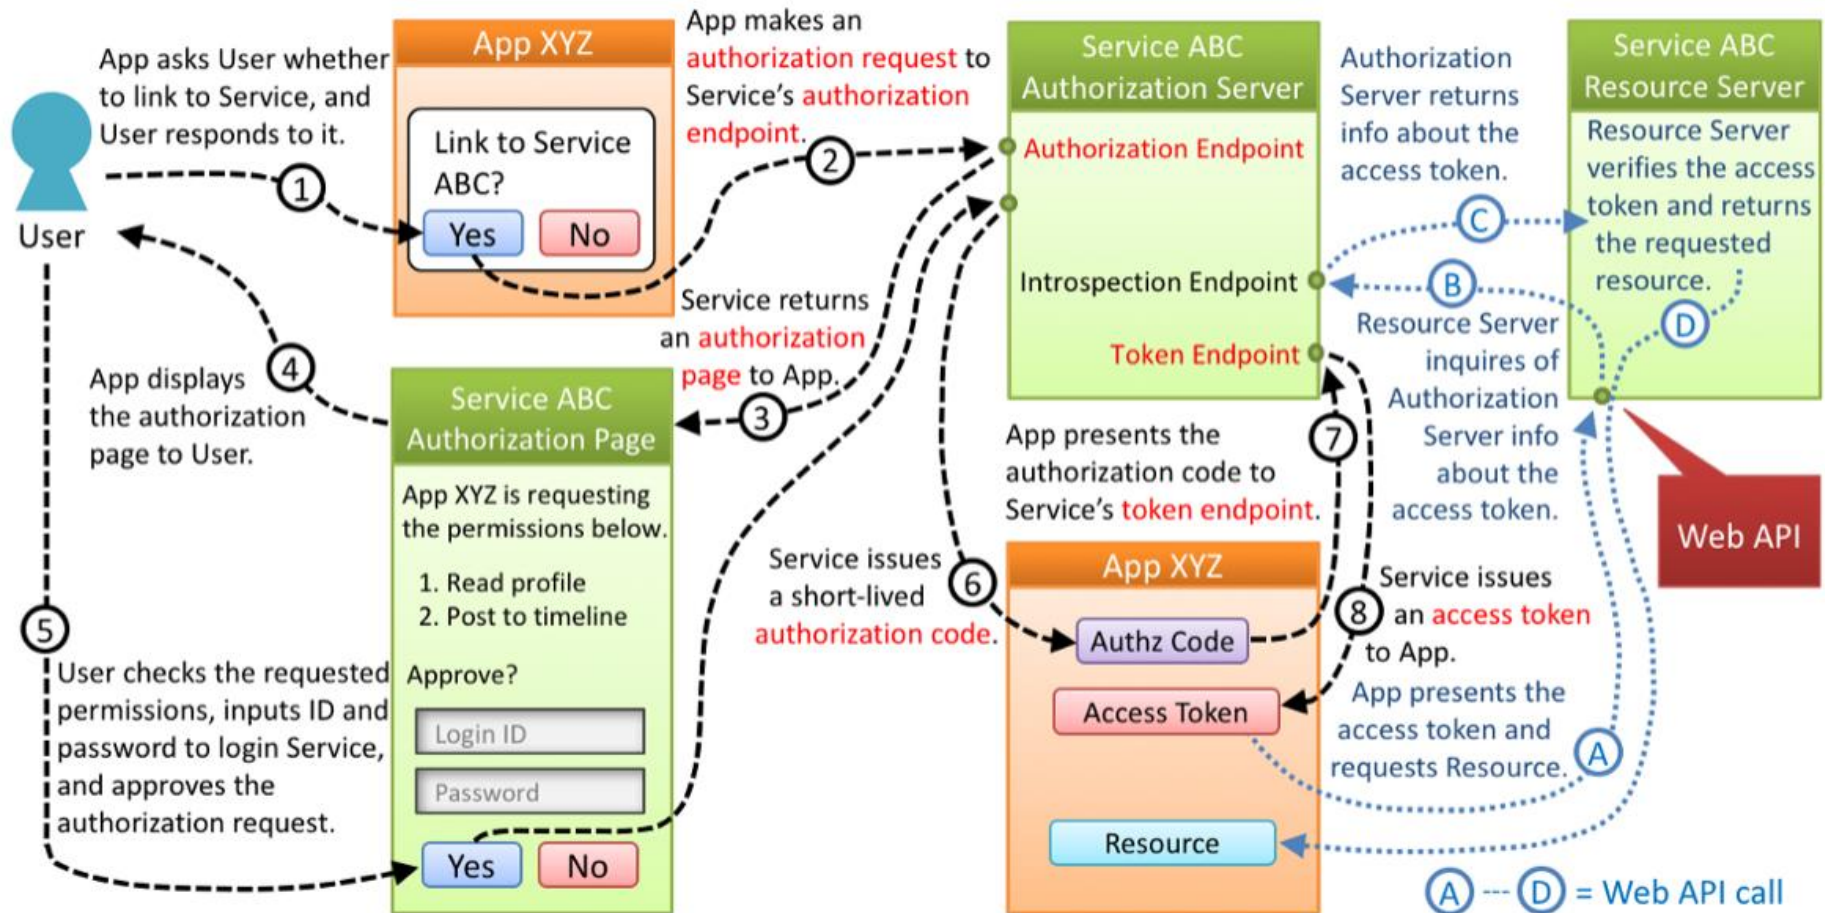 App asks User whether
to link to Service, and
User responds to it.
1
User
App XYZ
Link to Service
ABC?
Yes
No
App makes an
authorization request to
Service's authorization
endpoint.
2
Service ABC
Authorization Server
Authorization Endpoint
Introspection Endpoint
Token Endpoint
Service returns
an authorization
page to App.
3
App displays
the authorization
page to User.
4
Service ABC
Authorization Page
App XYZ is requesting
the permissions below.
1. Read profile
2. Post to timeline
Approve?
Login ID
Password
Yes
No
5
User checks the requested
permissions, inputs ID and
password to login Service,
and approves the
authorization request.
Service issues
a short-lived
authorization code.
6
App presents the
authorization code to
Service's token endpoint.
7
App XYZ
Authz Code
Access Token
Resource
8
Service issues
an access token
to App.
App presents the
access token and
requests Resource.
A
Resource Server
inquires of
Authorization
Server info
about the
access token.
B
Authorization
Server returns
info about the
access token.
C
Service ABC
Resource Server
Resource Server
verifies the access
token and returns
the requested
resource.
D
Web API
A --- D = Web API call